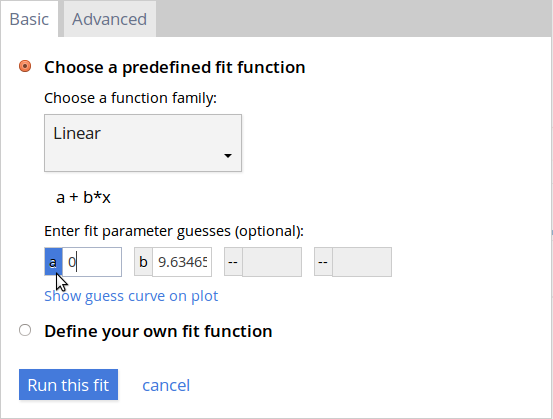 Basic Advanced
Choose a predefined fit function
Choose a function family:
Linear
a + b*x
Enter fit parameter guesses (optional):
a 0 b 9.63465 -- --
Show guess curve on plot
Define your own fit function
Run this fit cancel